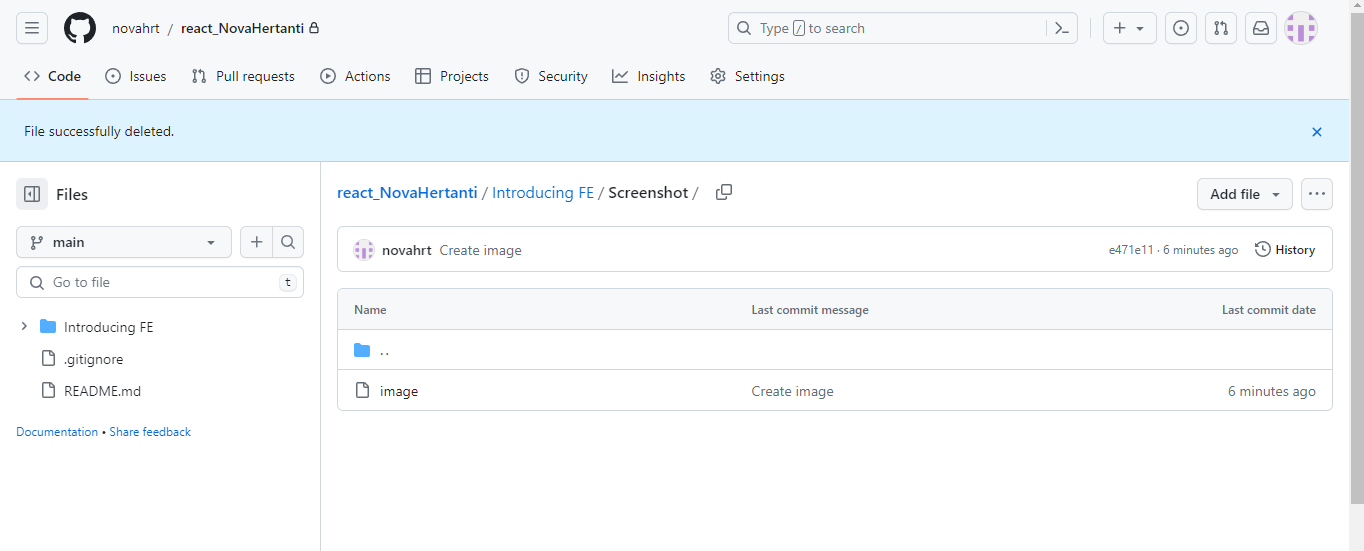 novahrt / react_NovaHertanti
Type / to search
Code Issues Pull requests Actions Projects Security Insights Settings
File successfully deleted.
Files
main
Go to file t
Introducing FE
.gitignore
README.md
Documentation • Share feedback
react_NovaHertanti / Introducing FE / Screenshot /
Add file
novahrt Create image e471e11 · 6 minutes ago History
Name Last commit message Last commit date
..
image Create image 6 minutes ago